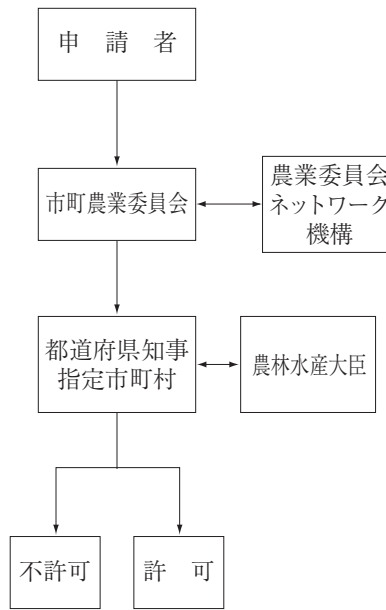 申　請　者
市町農業委員会
農業委員会
ネットワーク
機構
都道府県知事
指定市町村
農林水産大臣
不許可
許　可